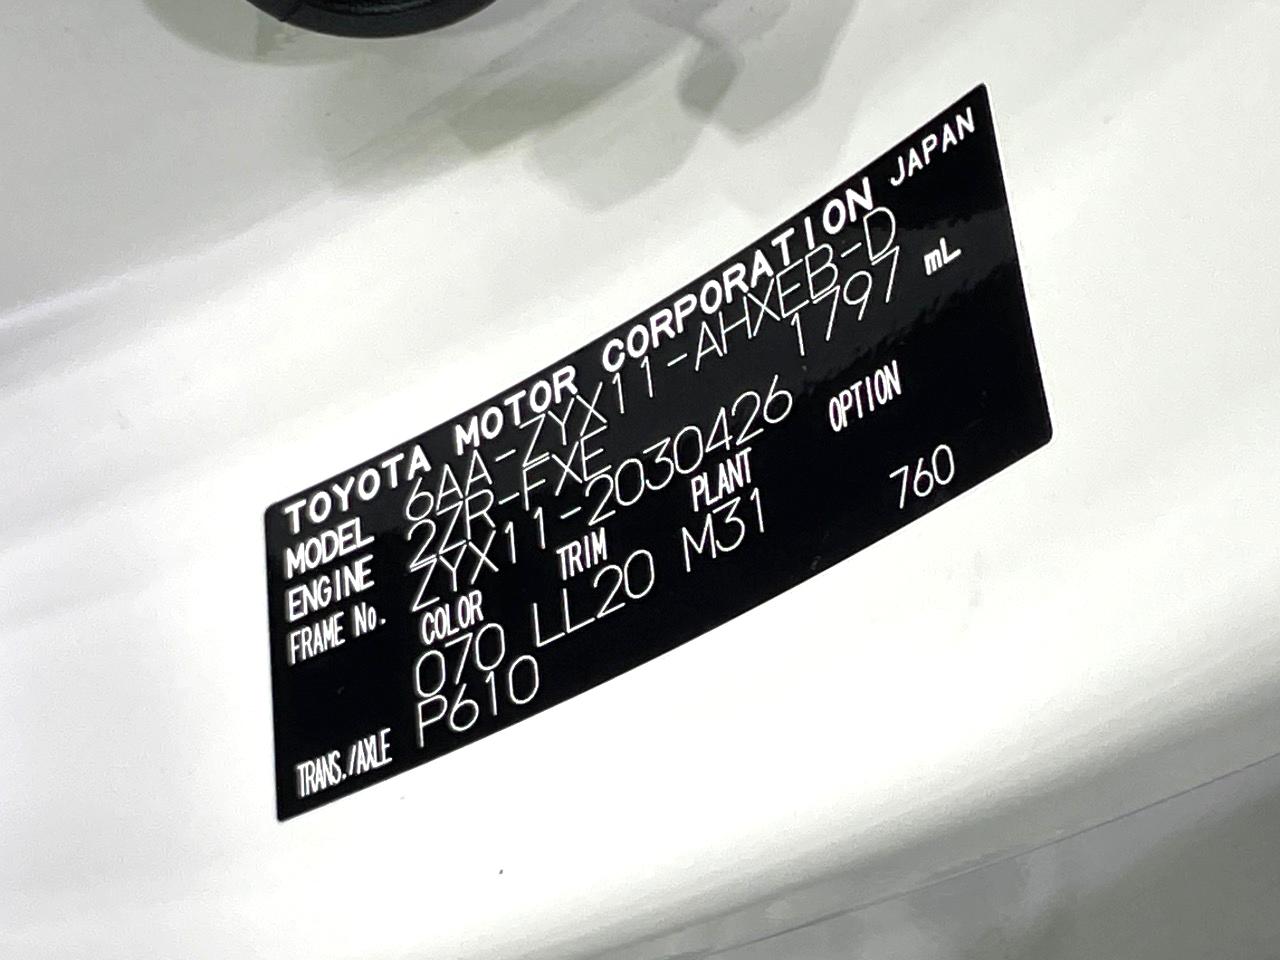 TOYOTA MOTOR CORPORATION JAPAN
MODEL 6AA-ZYX11-AHXEB-D
ENGINE 2ZR-FXE 1797 mL
FRAME No. ZYX11-2030426
COLOR TRIM PLANT OPTION
070 LL20 M31 760
TRANS./AXLE P610